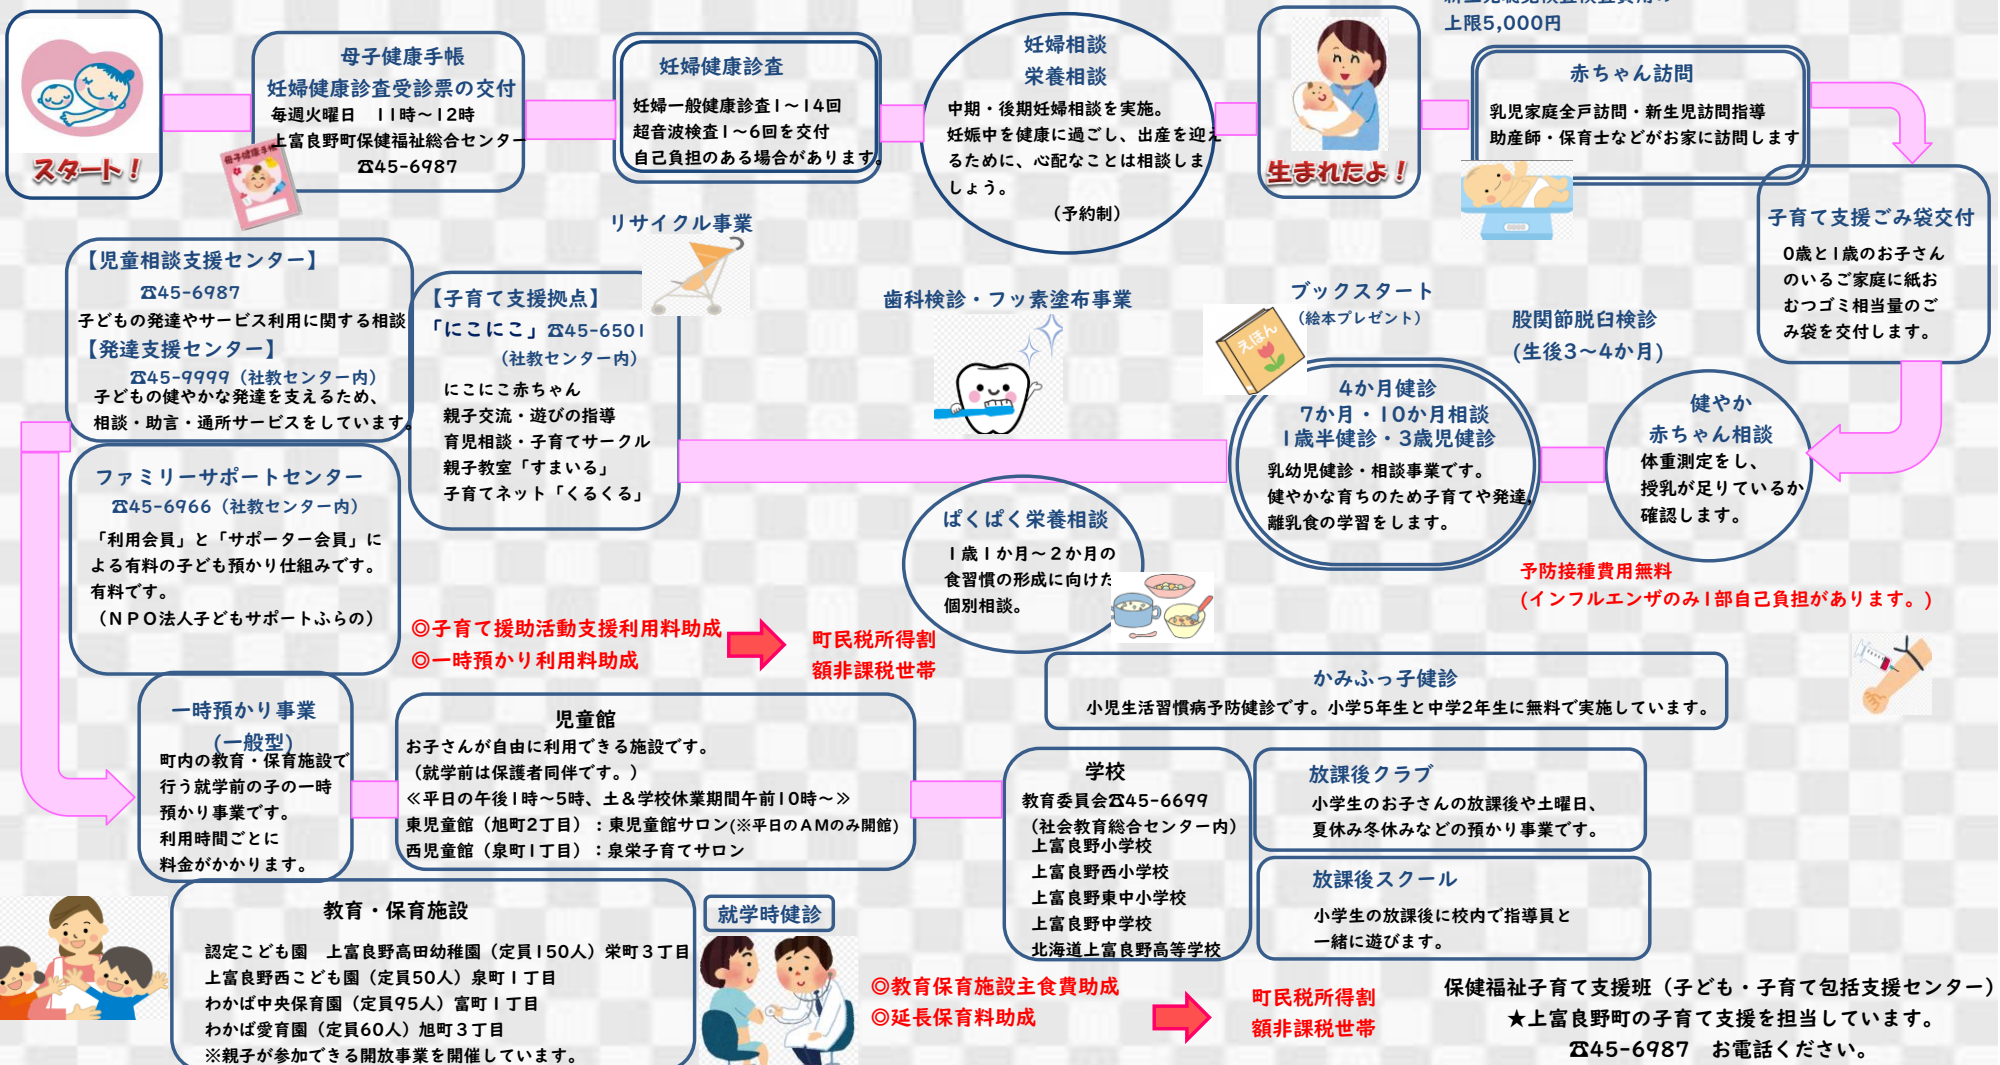 スタート！
母子健康手帳
妊婦健康診査受診票の交付
毎週火曜日　11時～12時
上富良野町保健福祉総合センター
☎45-6987
母子健康手帳
妊婦健康診査
妊婦一般健康診査1～14回
超音波検査1～6回を交付
自己負担のある場合があります。
妊婦相談
栄養相談
中期・後期妊婦相談を実施。
妊娠中を健康に過ごし、出産を迎え
るために、心配なことは相談しま
しょう。
（予約制）
生まれたよ！
上限5,000円
赤ちゃん訪問
乳児家庭全戸訪問・新生児訪問指導
助産師・保育士などがお家に訪問します
子育て支援ごみ袋交付
0歳と1歳のお子さん
のいるご家庭に紙お
むつゴミ相当量のご
み袋を交付します。
健やか
赤ちゃん相談
体重測定をし、
授乳が足りているか
確認します。
股関節脱臼検診
(生後3～4か月)
ブックスタート
（絵本プレゼント）
えほん
4か月健診
7か月・10か月相談
1歳半健診・3歳児健診
乳幼児健診・相談事業です。
健やかな育ちのため子育てや発達、
離乳食の学習をします。
予防接種費用無料
(インフルエンザのみ1部自己負担があります。)
歯科検診・フッ素塗布事業
ぱくぱく栄養相談
1歳1か月～2か月の
食習慣の形成に向けた
個別相談。
リサイクル事業
【子育て支援拠点】
「にこにこ」☎45-6501
（社教センター内）
にこにこ赤ちゃん
親子交流・遊びの指導
育児相談・子育てサークル
親子教室「すまいる」
子育てネット「くるくる」
【児童相談支援センター】
☎45-6987
子どもの発達やサービス利用に関する相談
【発達支援センター】
☎45-9999（社教センター内）
子どもの健やかな発達を支えるため、
相談・助言・通所サービスをしています。
ファミリーサポートセンター
☎45-6966（社教センター内）
「利用会員」と「サポーター会員」に
よる有料の子ども預かり仕組みです。
有料です。
（NPO法人子どもサポートふらの）
◎子育て援助活動支援利用料助成
◎一時預かり利用料助成
町民税所得割
額非課税世帯
一時預かり事業
(一般型)
町内の教育・保育施設で
行う就学前の子の一時
預かり事業です。
利用時間ごとに
料金がかかります。
児童館
お子さんが自由に利用できる施設です。
（就学前は保護者同伴です。）
≪平日の午後1時～5時、土＆学校休業期間午前10時～≫
東児童館（旭町2丁目）：東児童館サロン(※平日のＡＭのみ開館)
西児童館（泉町1丁目）：泉栄子育てサロン
かみふっ子健診
小児生活習慣病予防健診です。小学5年生と中学2年生に無料で実施しています。
学校
教育委員会☎45-6699
(社会教育総合センター内)
上富良野小学校
上富良野西小学校
上富良野東中小学校
上富良野中学校
北海道上富良野高等学校
放課後クラブ
小学生のお子さんの放課後や土曜日、
夏休み冬休みなどの預かり事業です。
放課後スクール
小学生の放課後に校内で指導員と
一緒に遊びます。
教育・保育施設
認定こども園　上富良野高田幼稚園（定員150人）栄町３丁目
上富良野西こども園（定員50人）泉町１丁目
わかば中央保育園（定員95人）富町１丁目
わかば愛育園（定員60人）旭町３丁目
※親子が参加できる開放事業を開催しています。
就学時健診
◎教育保育施設主食費助成
◎延長保育料助成
町民税所得割
額非課税世帯
保健福祉子育て支援班（子ども・子育て包括支援センター）
★上富良野町の子育て支援を担当しています。
☎45-6987　お電話ください。